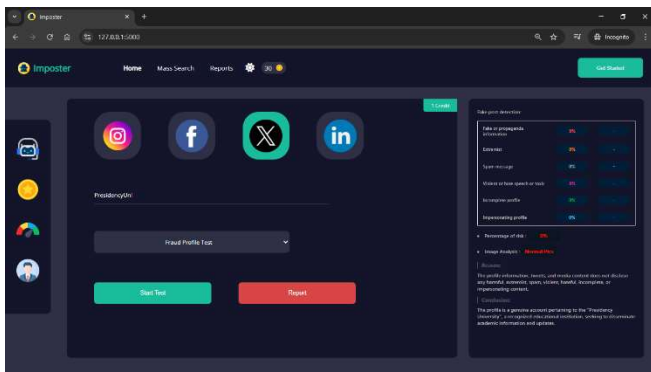 Imposter
127.0.0.1:5000
Incognito
Imposter
Home Mass Search Reports 30
Get Started
1 Credit
PresidencyUni
Fraud Profile Test
Start Test Report
Fake post detection:
Fake or propaganda information 0% -
Extremist 0% -
Spam message 0% -
Violent or hate speech or text 0% -
Incomplete profile 0% -
Impersonating profile 0% -
Percentage of risk : 0%
Image Analysis :
Reasons:
The profile information, tweets, and media content does not disclose
any harmful, extremist, spam, violent, hateful, incomplete, or
impersonating content.
Conclusion:
The profile is a genuine account pertaining to the "Presidency
University", a recognized educational institution, seeking to disseminate
academic information and updates.